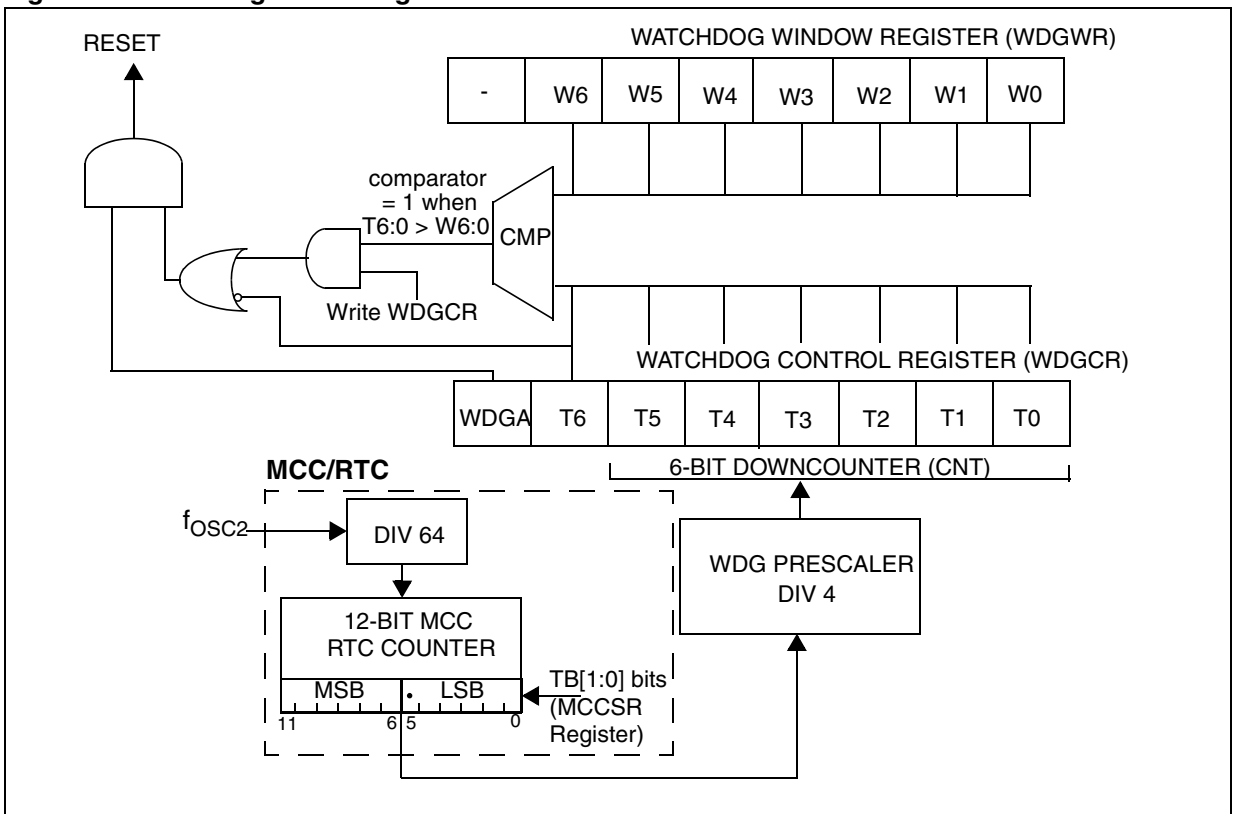 RESET
WATCHDOG WINDOW REGISTER (WDGWR)
- W6 W5 W4 W3 W2 W1 W0
comparator
= 1 when
T6:0 > W6:0
CMP
Write WDGCR
WATCHDOG CONTROL REGISTER (WDGCR)
WDGA T6 T5 T4 T3 T2 T1 T0
6-BIT DOWNCOUNTER (CNT)
MCC/RTC
fOSC2
DIV 64
WDG PRESCALER
DIV 4
12-BIT MCC
RTC COUNTER
MSB LSB
11 6 5 0
TB[1:0] bits
(MCCSR
Register)